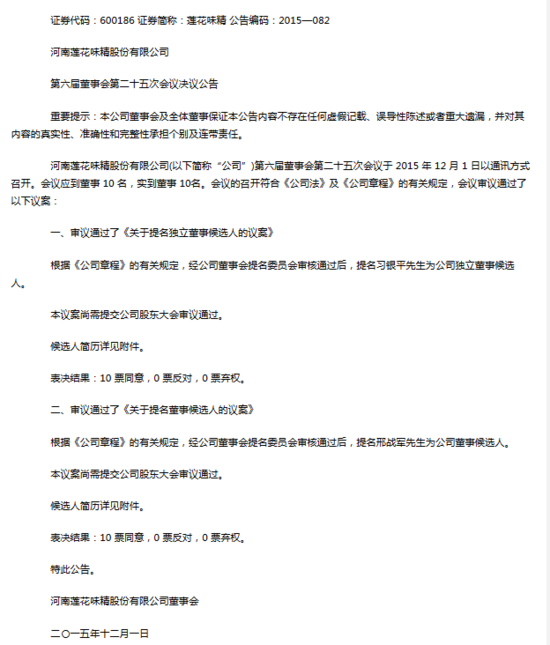 证券代码：600186 证券简称：莲花味精 公告编码：2015—082
河南莲花味精股份有限公司
第六届董事会第二十五次会议决议公告
重要提示：本公司董事会及全体董事保证本公告内容不存在任何虚假记载、误导性陈述或者重大遗漏，并对其
内容的真实性、准确性和完整性承担个别及连带责任。
河南莲花味精股份有限公司(以下简称“公司”)第六届董事会第二十五次会议于 2015 年 12 月 1 日以通讯方式
召开。会议应到董事 10 名，实到董事 10名。会议的召开符合《公司法》及《公司章程》的有关规定，会议审议通过了
以下议案：
一、审议通过了《关于提名独立董事候选人的议案》
根据《公司章程》的有关规定，经公司董事会提名委员会审核通过后，提名习银平先生为公司独立董事候选
人。
本议案尚需提交公司股东大会审议通过。
候选人简历详见附件。
表决结果：10 票同意，0 票反对，0 票弃权。
二、审议通过了《关于提名董事候选人的议案》
根据《公司章程》的有关规定，经公司董事会提名委员会审核通过后，提名邢战军先生为公司董事候选人。
本议案尚需提交公司股东大会审议通过。
候选人简历详见附件。
表决结果：10 票同意，0 票反对，0 票弃权。
特此公告。
河南莲花味精股份有限公司董事会
二〇一五年十二月一日